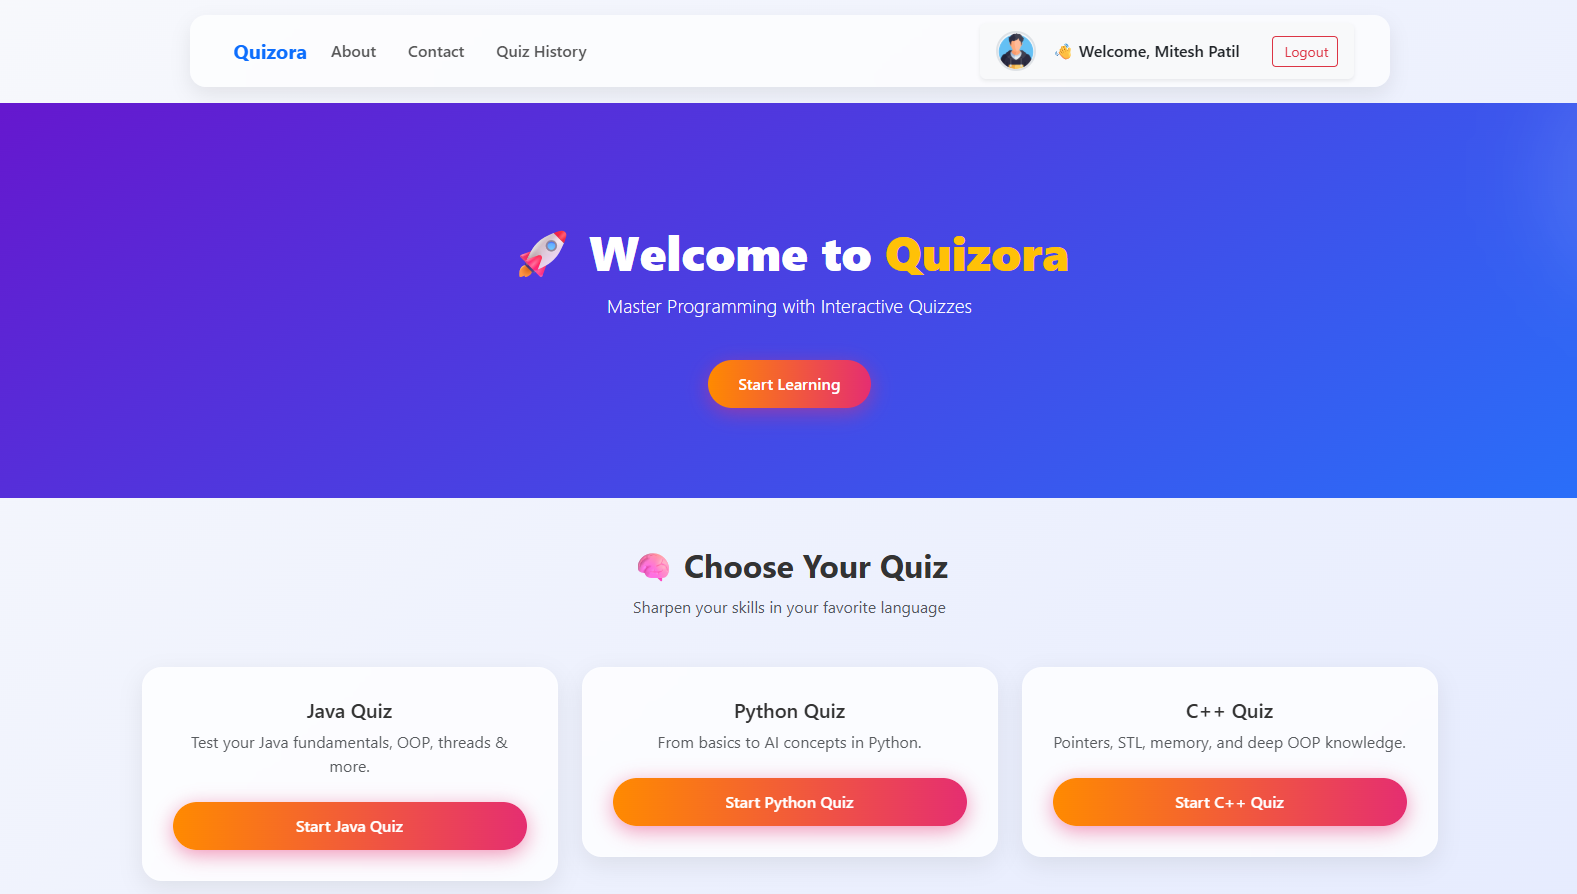 Quizora About Contact Quiz History 👋 Welcome, Mitesh Patil Logout
🚀 Welcome to Quizora
Master Programming with Interactive Quizzes
Start Learning
🧠 Choose Your Quiz
Sharpen your skills in your favorite language
Java Quiz
Test your Java fundamentals, OOP, threads &
more.
Start Java Quiz
Python Quiz
From basics to AI concepts in Python.
Start Python Quiz
C++ Quiz
Pointers, STL, memory, and deep OOP knowledge.
Start C++ Quiz